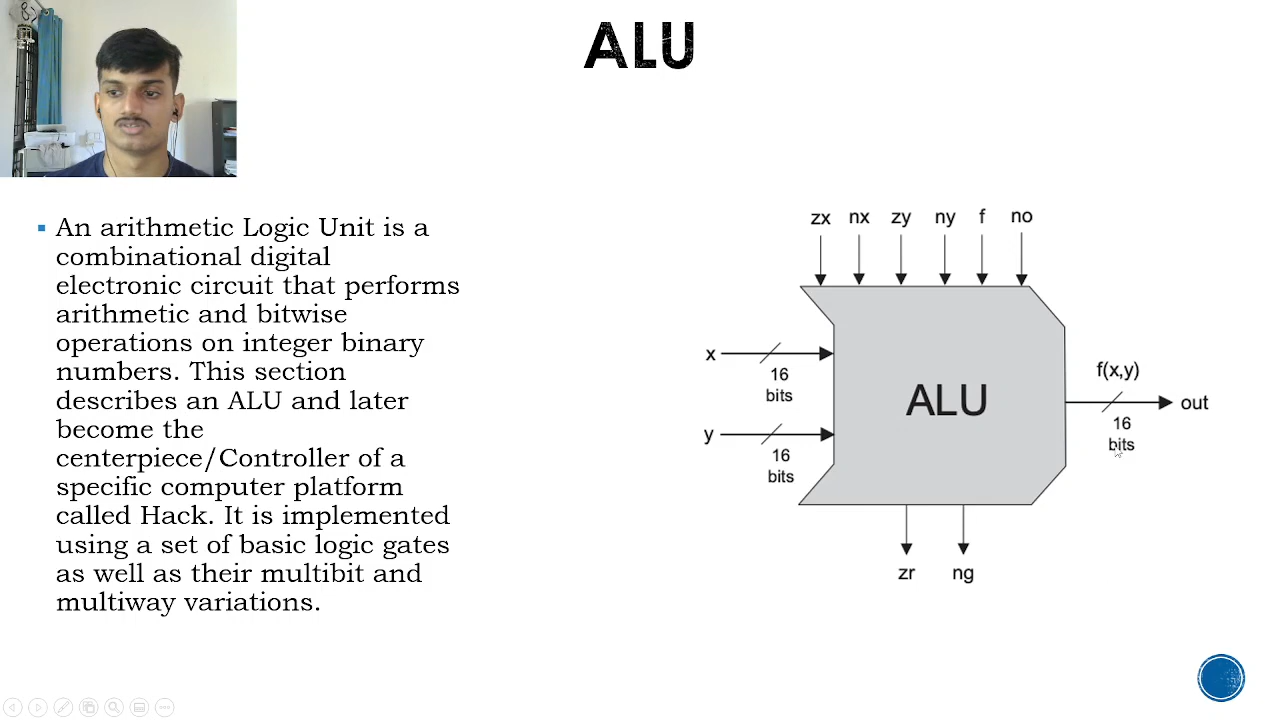 ALU
An arithmetic Logic Unit is a
combinational digital
electronic circuit that performs
arithmetic and bitwise
operations on integer binary
numbers. This section
describes an ALU and later
become the
centerpiece/Controller of a
specific computer platform
called Hack. It is implemented
using a set of basic logic gates
as well as their multibit and
multiway variations.
zx nx zy ny f no
x
16
bits
y
16
bits
ALU
f(x,y)
16
bits
out
zr ng